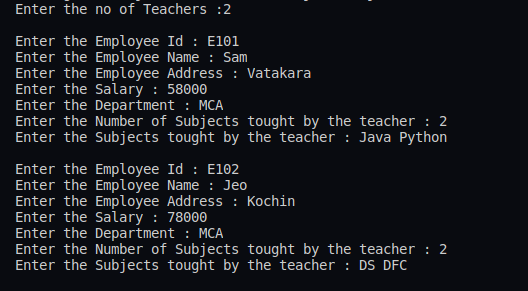 Enter the no of Teachers :2
Enter the Employee Id : E101
Enter the Employee Name : Sam
Enter the Employee Address : Vatakara
Enter the Salary : 58000
Enter the Department : MCA
Enter the Number of Subjects tought by the teacher : 2
Enter the Subjects tought by the teacher : Java Python
Enter the Employee Id : E102
Enter the Employee Name : Jeo
Enter the Employee Address : Kochin
Enter the Salary : 78000
Enter the Department : MCA
Enter the Number of Subjects tought by the teacher : 2
Enter the Subjects tought by the teacher : DS DFC